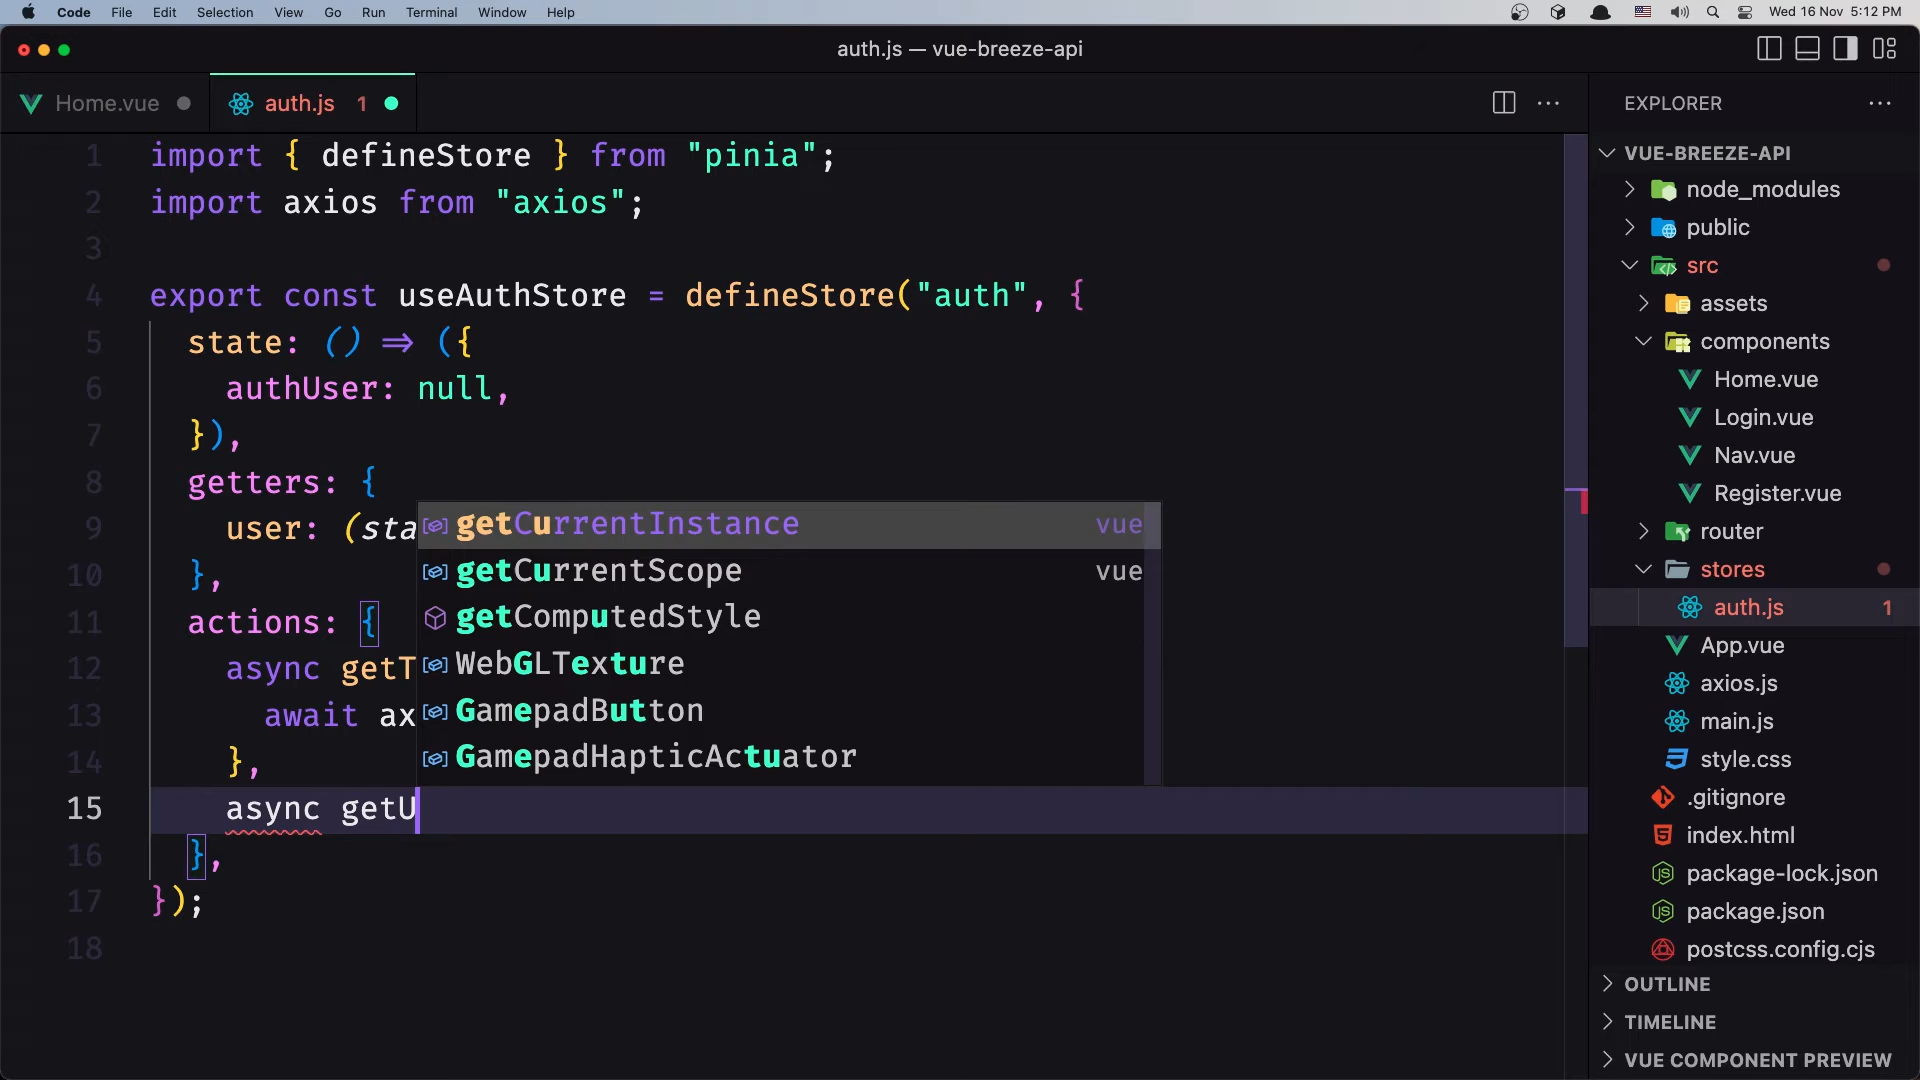 Code File Edit Selection View Go Run Terminal Window Help Wed 16 Nov 5:12 PM
auth.js — vue-breeze-api
Home.vue auth.js 1
1 import { defineStore } from "pinia";
2 import axios from "axios";
3
4 export const useAuthStore = defineStore("auth", {
5 state: () => ({
6 authUser: null,
7 }),
8 getters: {
9 user: (sta
10 },
11 actions: {
12 async getT
13 await ax
14 },
15 async getU
16 },
17 });
18
getCurrentInstance vue
getCurrentScope vue
getComputedStyle
WebGLTexture
GamepadButton
GamepadHapticActuator
EXPLORER ...
VUE-BREEZE-API
node_modules
public
src
assets
components
Home.vue
Login.vue
Nav.vue
Register.vue
router
stores
auth.js 1
App.vue
axios.js
main.js
style.css
.gitignore
index.html
package-lock.json
package.json
postcss.config.cjs
OUTLINE
TIMELINE
VUE COMPONENT PREVIEW